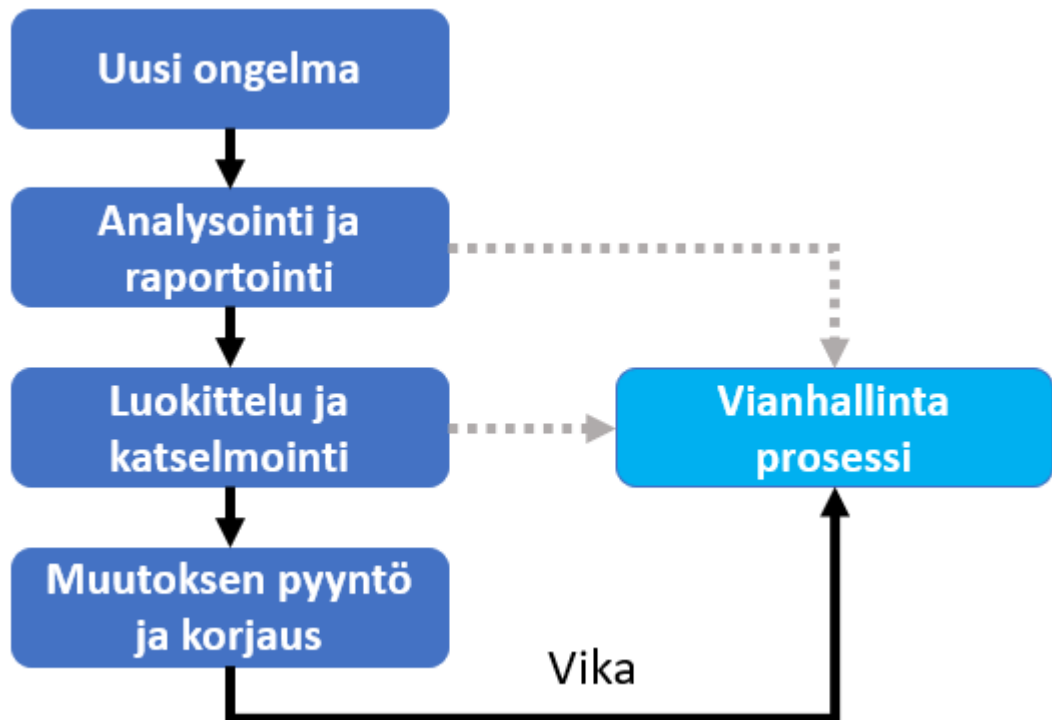 Uusi ongelma
Analysointi ja
raportointi
Luokittelu ja
katselmointi
Vianhallinta
prosessi
Muutoksen pyyntö
ja korjaus
Vika